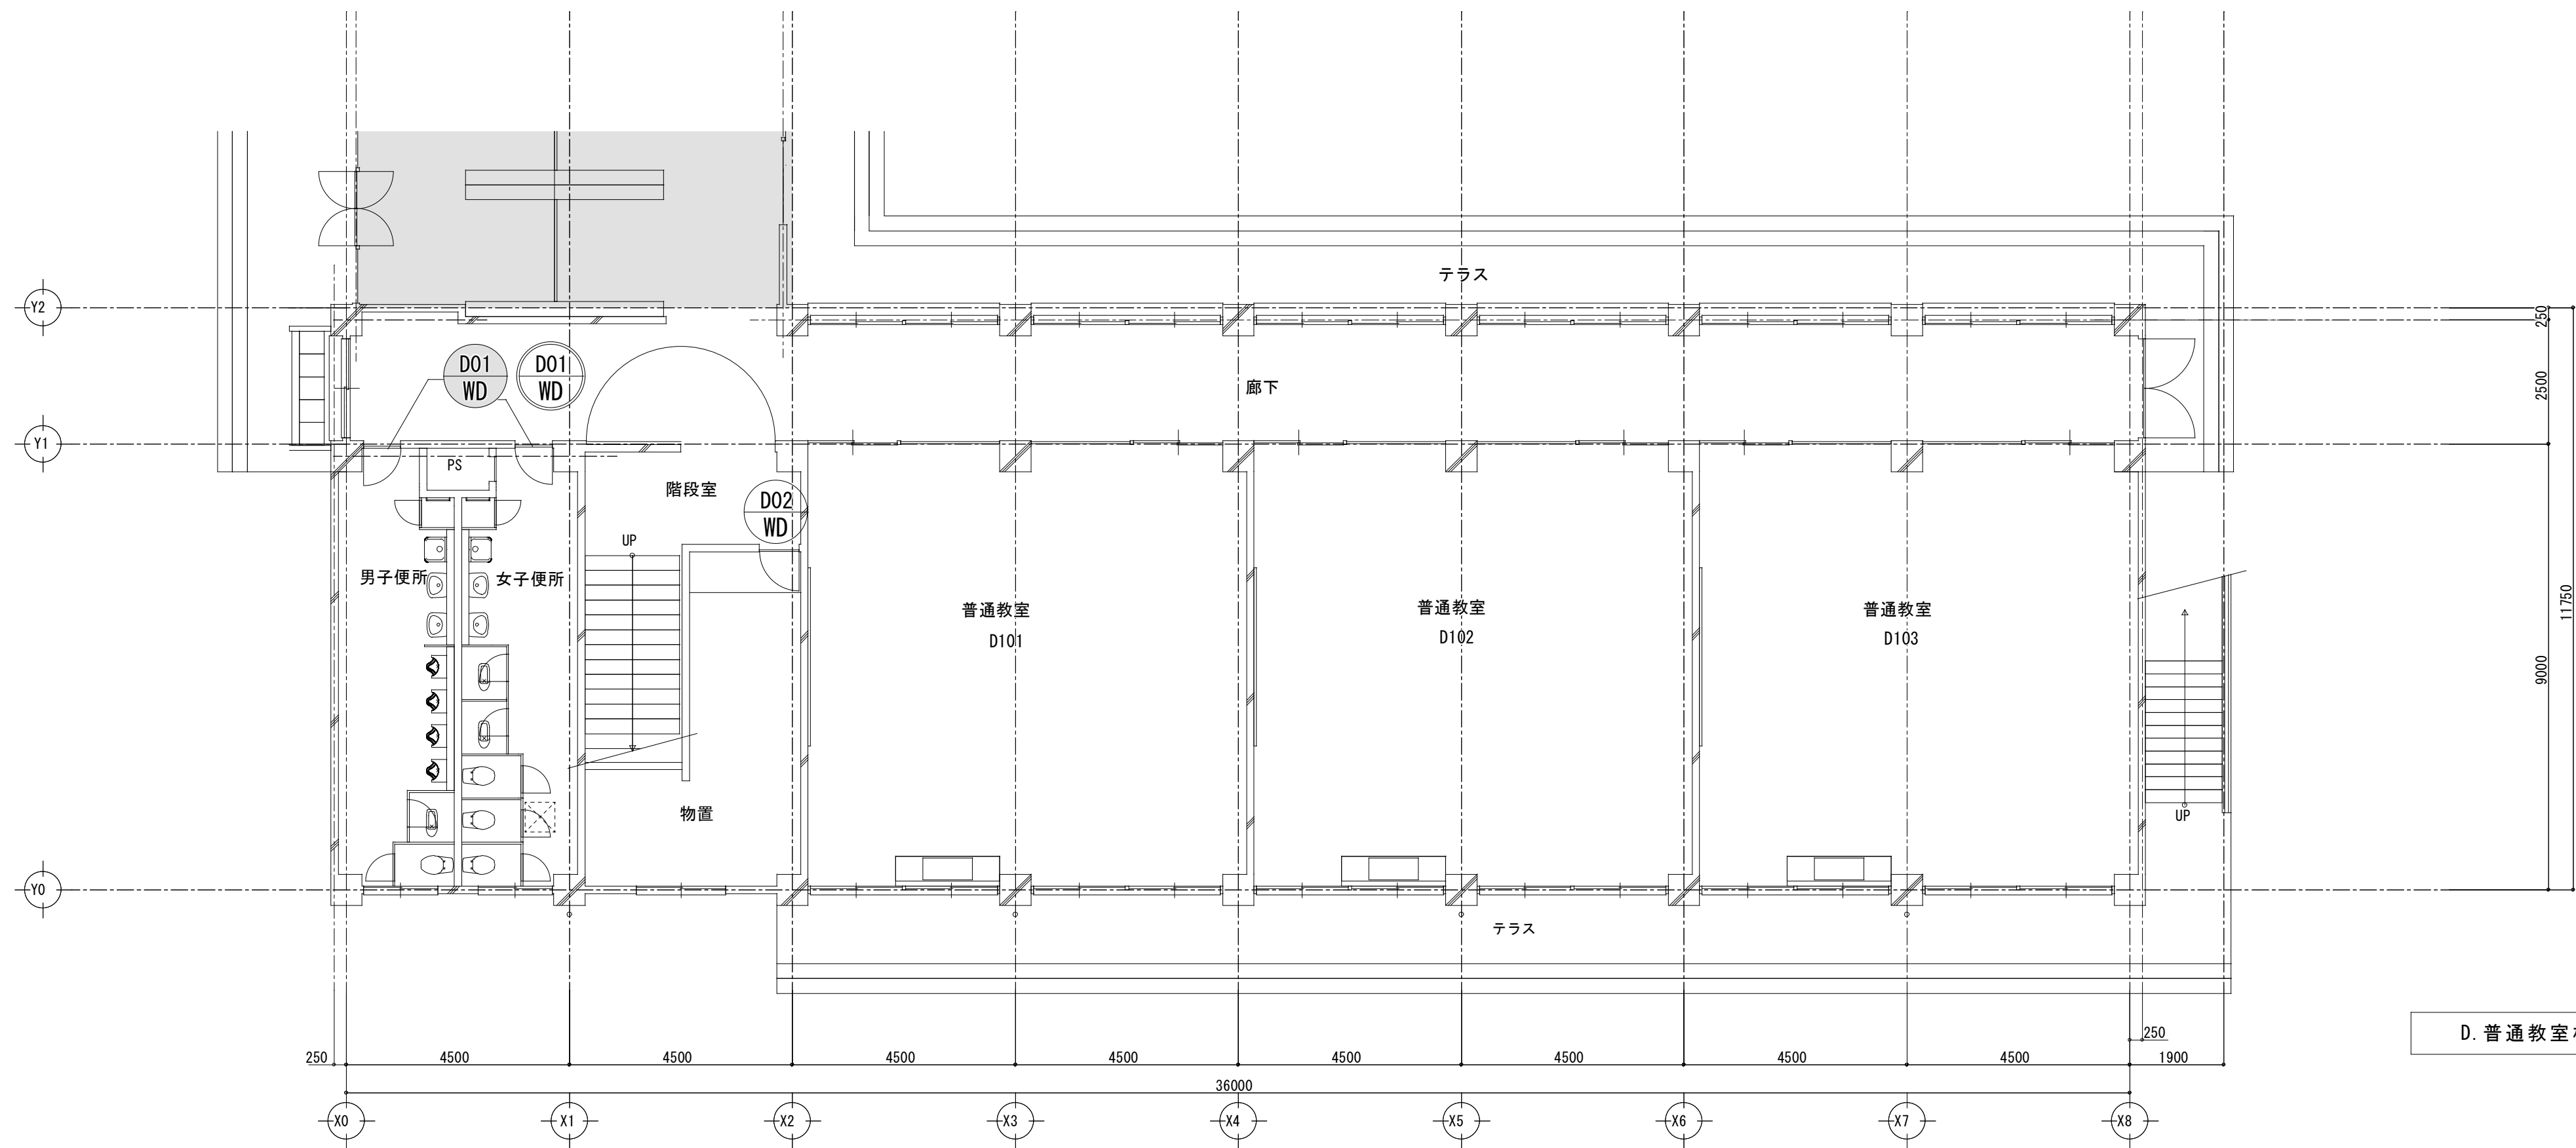 テラス
Y2
250
D01
WD
D01
WD
廊下
2500
Y1
PS
階段室
D02
WD
UP
男子便所
女子便所
普通教室
D101
普通教室
D102
普通教室
D103
11750
9000
物置
UP
Y0
テラス
D.普通教室
250
250
4500
4500
4500
4500
4500
4500
4500
4500
1900
36000
X0
X1
X2
X3
X4
X5
X6
X7
X8